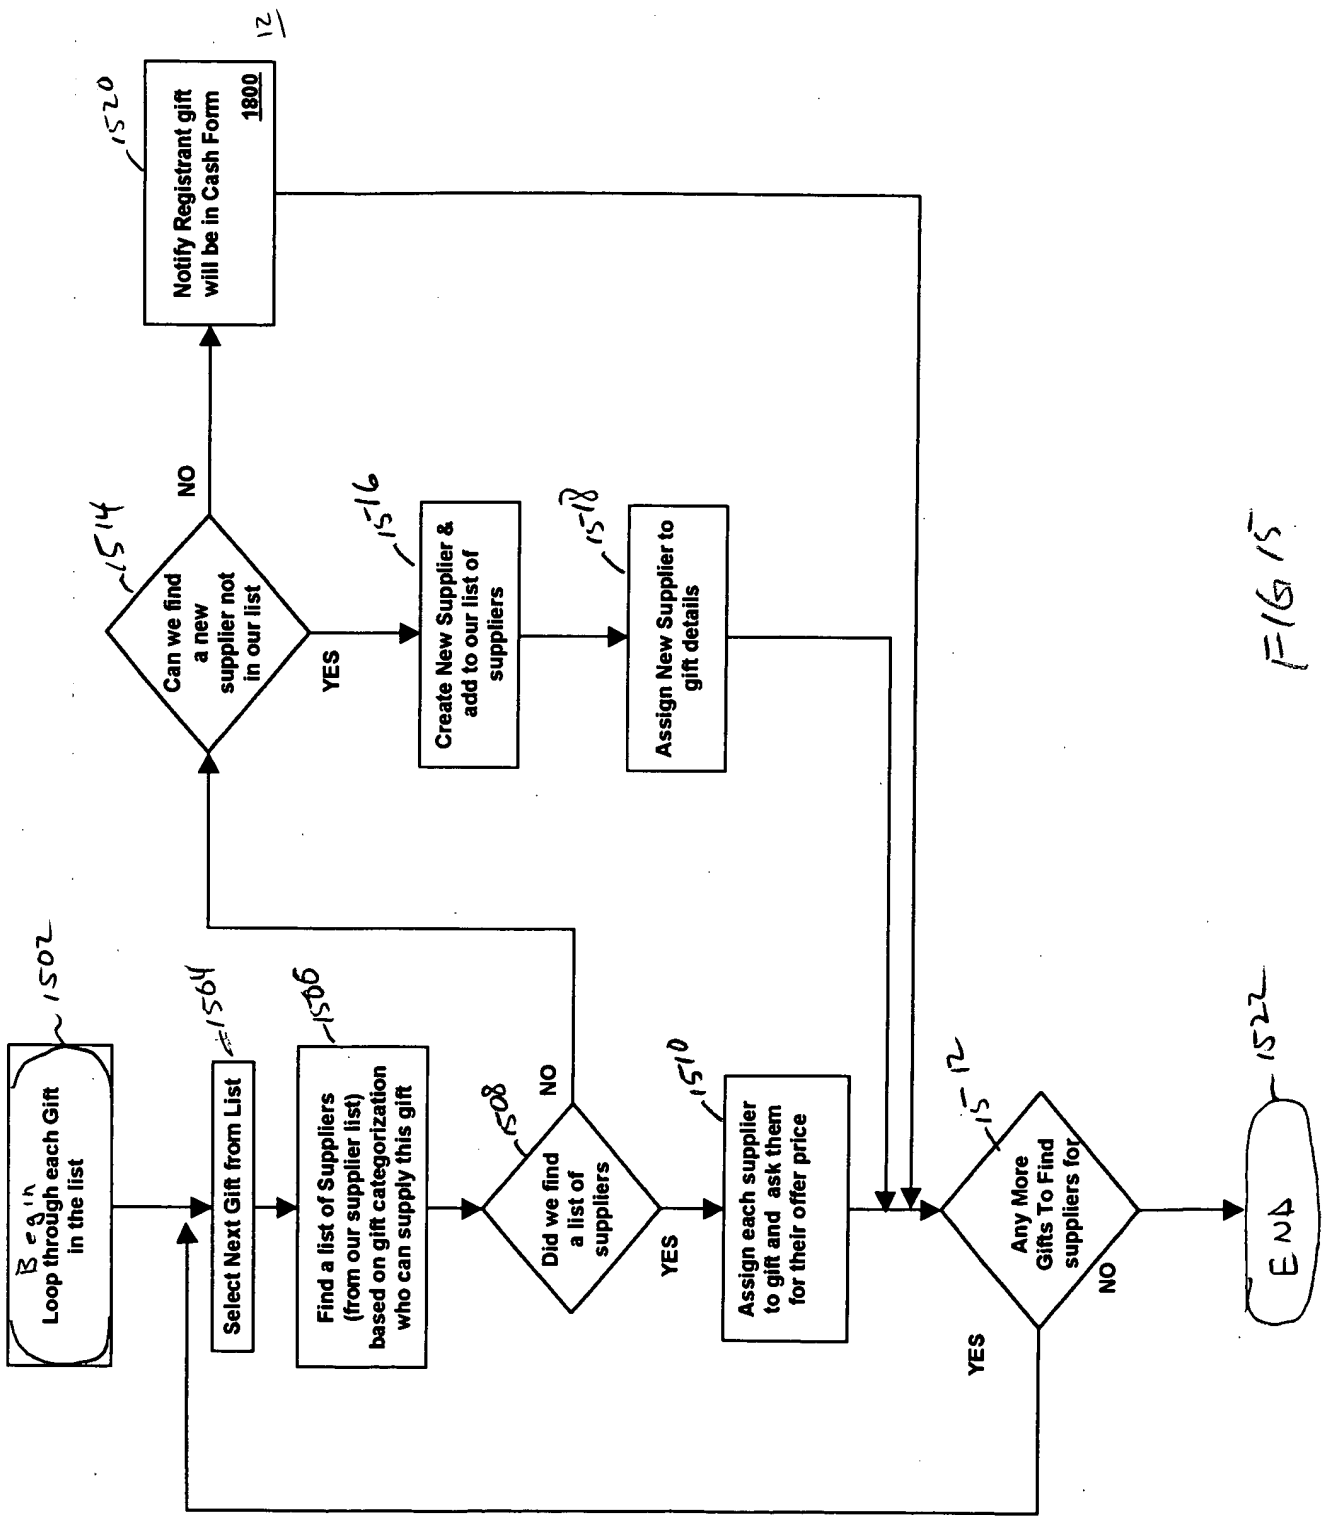 Begin
Loop through each Gift
in the list
1502
Select Next Gift from List
1504
Find a list of Suppliers
(from our supplier list)
based on gift categorization
who can supply this gift
1506
Did we find
a list of
suppliers
1508
NO
YES
Assign each supplier
to gift and ask them
for their offer price
1510
Any More
Gifts To Find
suppliers for
1512
YES
NO
END
1522
Can we find
a new
supplier not
in our list
1514
NO
YES
Create New Supplier &
add to our list of
suppliers
1516
Assign New Supplier to
gift details
1518
Notify Registrant gift
will be in Cash Form
1800
1520
12
FIG 15